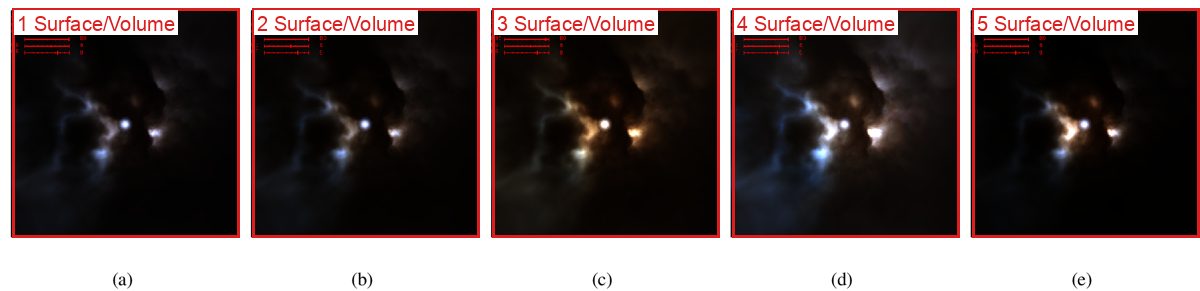 1 Surface/Volume
2 Surface/Volume
3 Surface/Volume
4 Surface/Volume
5 Surface/Volume
(a)
(b)
(c)
(d)
(e)